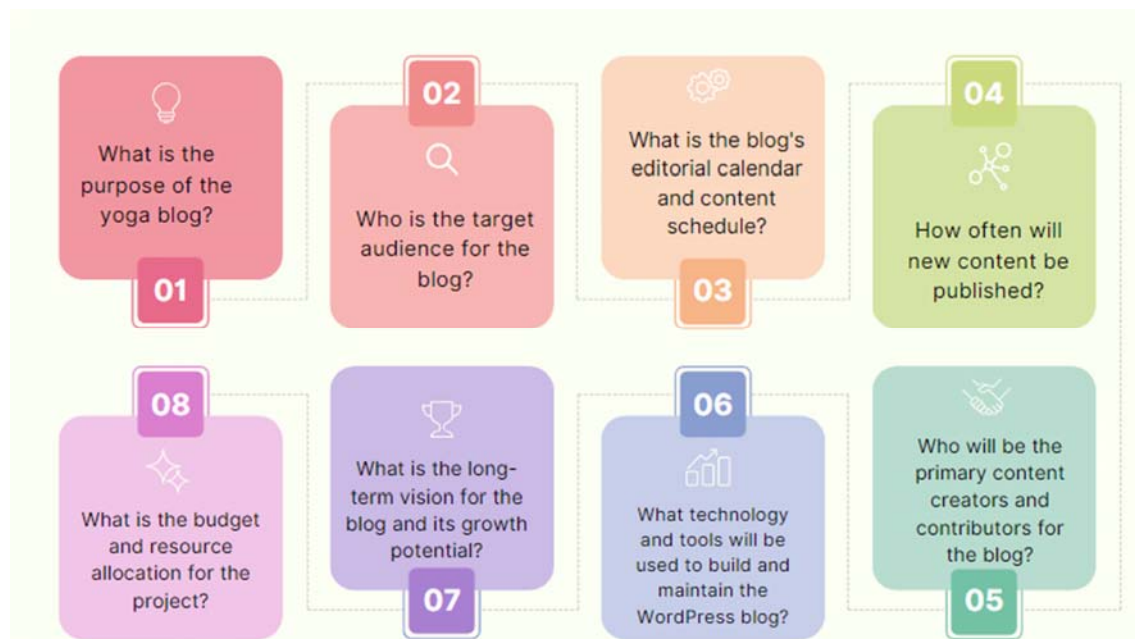 What is the
purpose of the
yoga blog?
01
02
Who is the target
audience for the
blog?
What is the blog's
editorial calendar
and content
schedule?
03
04
How often will
new content be
published?
Who will be the
primary content
creators and
contributors for
the blog?
05
06
What technology
and tools will be
used to build and
maintain the
WordPress blog?
What is the long-
term vision for the
blog and its growth
potential?
07
08
What is the budget
and resource
allocation for the
project?